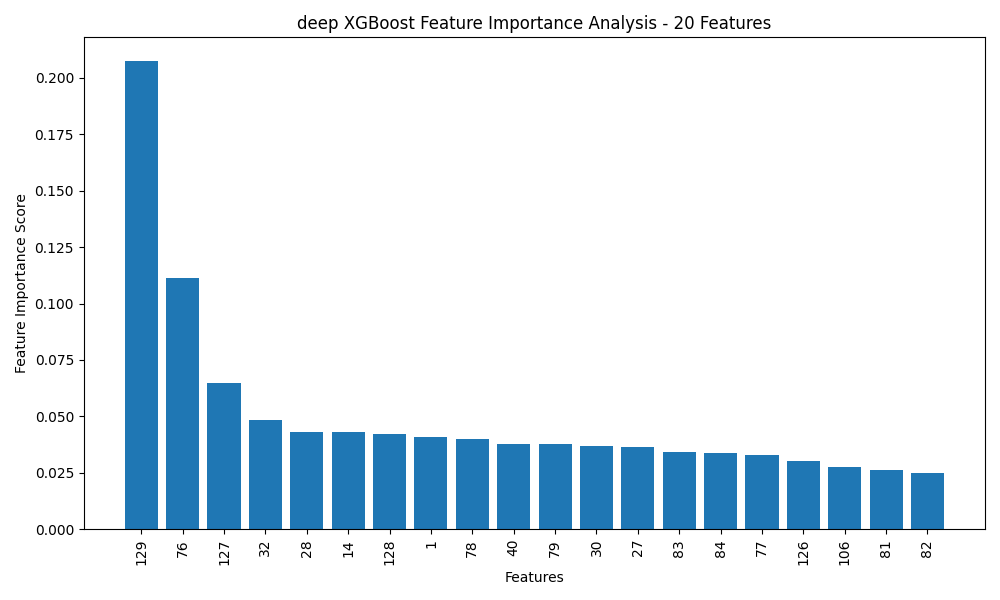 deep XGBoost Feature Importance Analysis - 20 Features
Feature Importance Score
0.200
0.175
0.150
0.125
0.100
0.075
0.050
0.025
0.000
129 76 127 32 28 14 128 1 78 40 79 30 27 83 84 77 126 106 81 82
Features